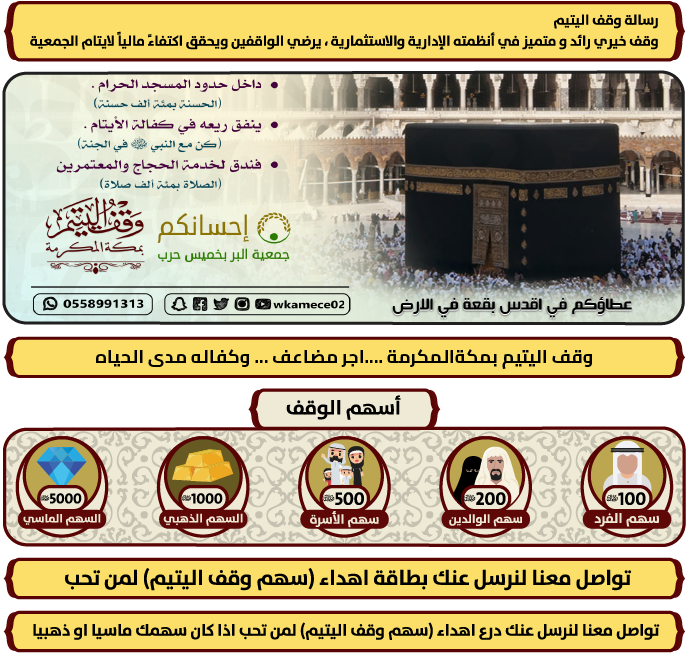 رسالة وقف اليتيم
وقف خيري رائد و متميز في أنظمته الإدارية والاستثمارية ، يرضي الواقفين ويحقق اكتفاءً مالياً لايتام الجمعية
داخل حدود المسجد الحرام .
(الحسنة بمئة ألف حسنة)
ينفق ريعه في كفالة الأيتام .
(كن مع النبي ﷺ في الجنة)
فندق لخدمة الحجاج والمعتمرين
(الصلاة بمئة ألف صلاة)
وقف اليتيم
بمكة المكرمة
إحسانكم
جمعية البر بخميس حرب
0558991313
wkamece02
عطاؤكم في اقدس بقعة في الارض
وقف اليتيم بمكةالمكرمة ....اجر مضاعف ... وكفاله مدى الحياه
أسهم الوقف
100 ريال
سهم الفرد
200 ريال
سهم الوالدين
500 ريال
سهم الأسرة
1000 ريال
السهم الذهبي
5000 ريال
السهم الماسي
تواصل معنا لنرسل عنك بطاقة اهداء (سهم وقف اليتيم) لمن تحب
تواصل معنا لنرسل عنك درع اهداء (سهم وقف اليتيم) لمن تحب اذا كان سهمك ماسيا او ذهبيا